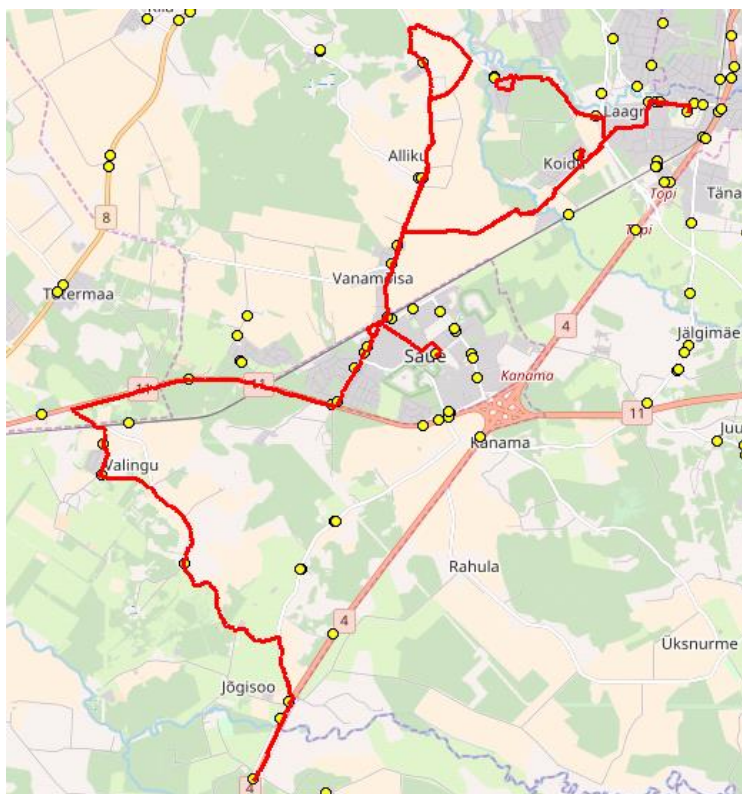 Laagri
Alliku
Koidu
8
Topi
Täna
Topi
Vanamõisa
Tutermaa
4
Jälgimäe
Saue
Kanama
11
11
11
Juu
Kanama
Valingu
Rahula
4
Üksnurme
Jõgisoo
4